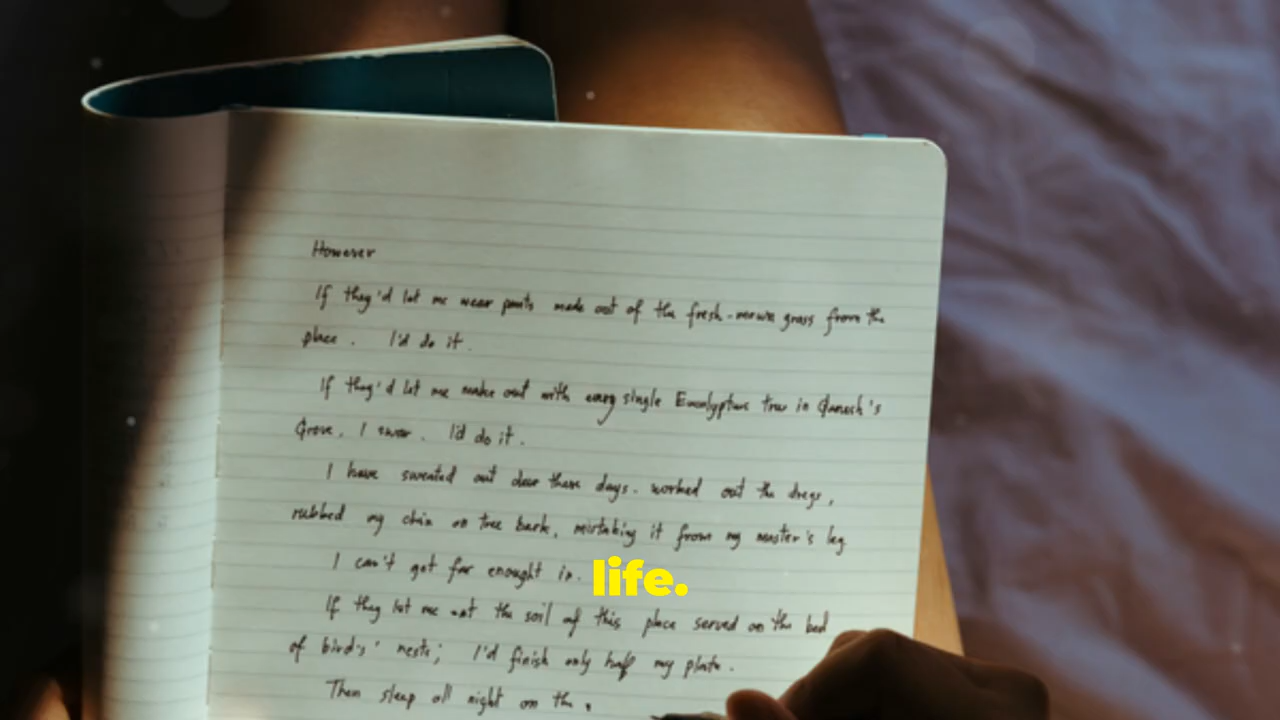 However
If they'd let me wear pants made out of the fresh-mown grass from the
place. I'd do it.
If they'd let me make out with every single Eucalyptus tree in Ganesh's
Grove, I swear. I'd do it.
I have sweated out dew these days. worked out the dregs,
rubbed my chin on tree bark, mistaking it from my master's leg
I can't get far enought in.
life.
If they let me eat the soil of this place served on the bed
of bird's' nests; I'd finish only half my plate.
Then sleep all night on the